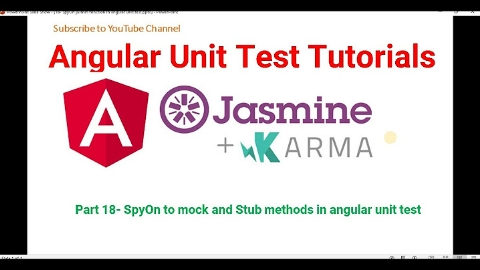 Subscribe to YouTube Channel
Angular Unit Test Tutorials
A
Jasmine
+ KARMA
Part 18- SpyOn to mock and Stub methods in angular unit test